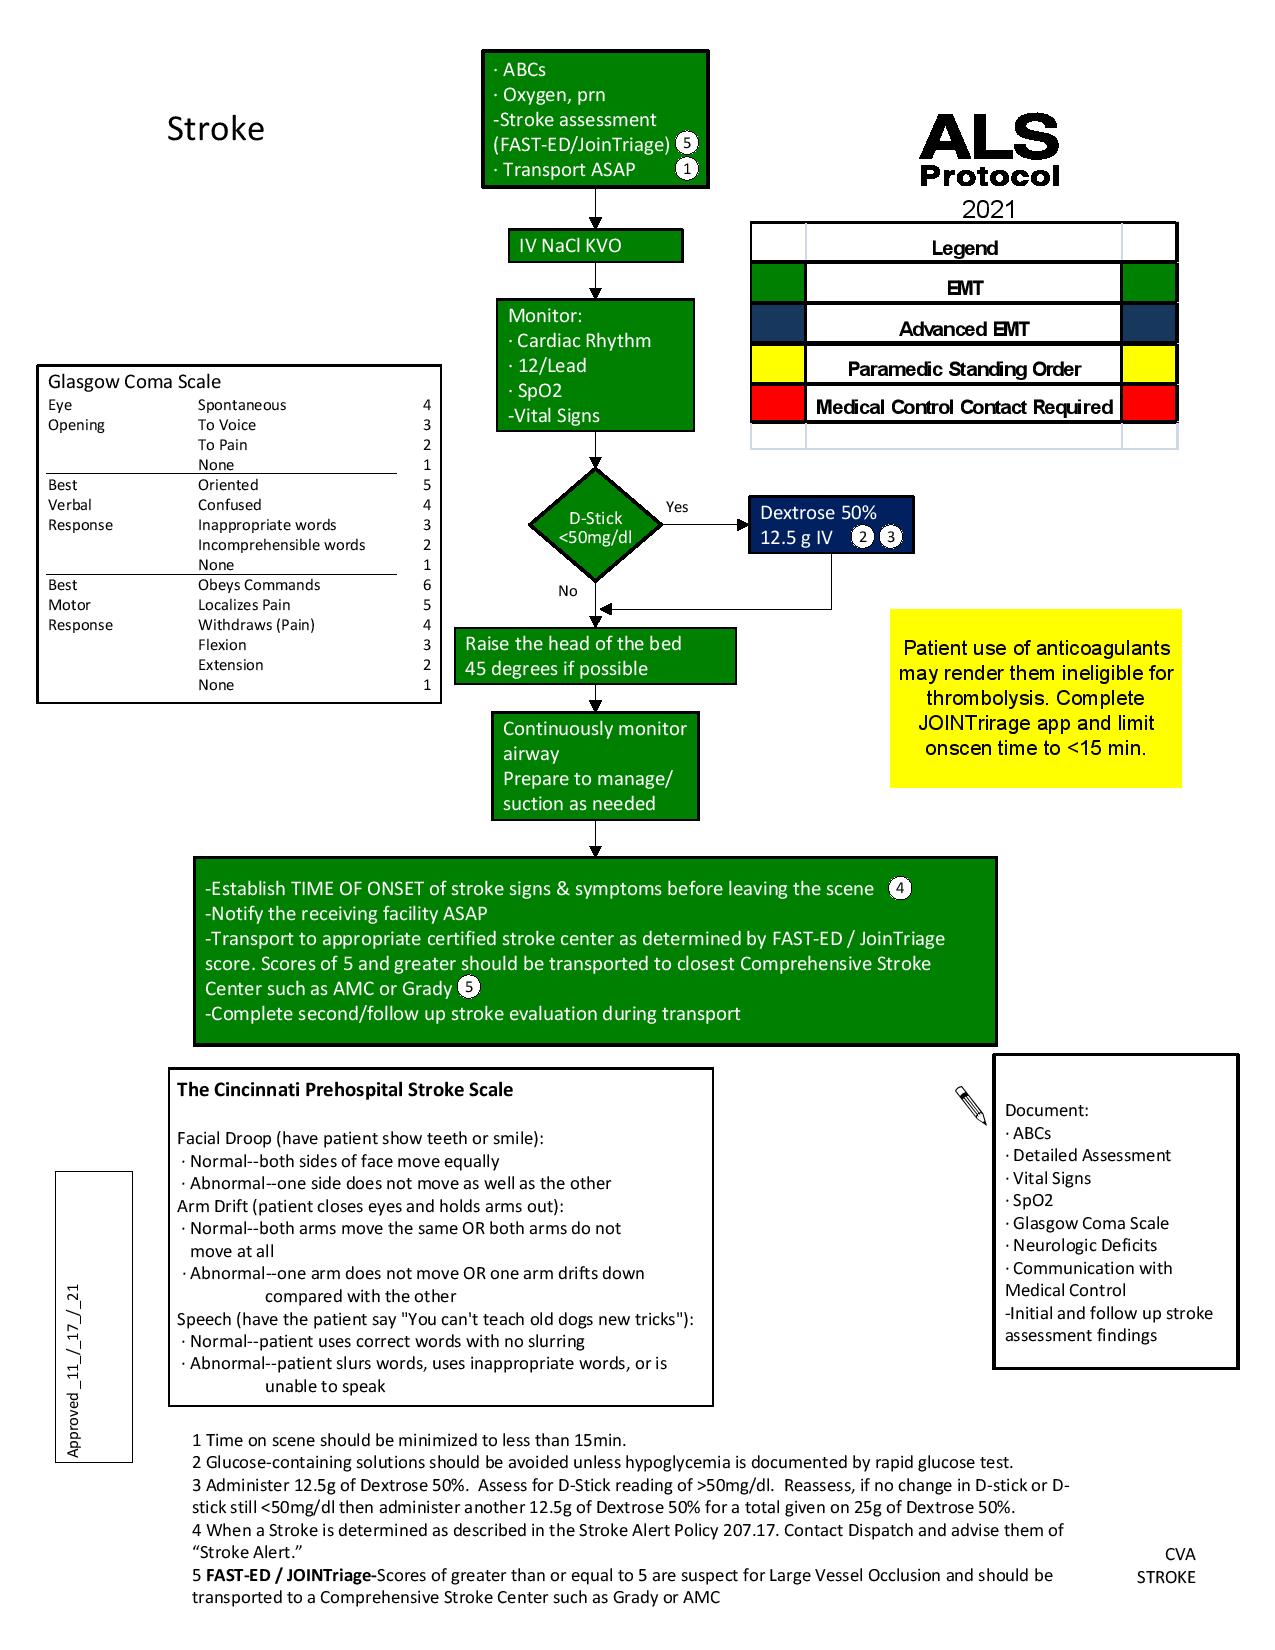 Stroke
· ABCs
· Oxygen, prn
-Stroke assessment
(FAST-ED/JoinTriage) 5
· Transport ASAP 1
ALS
Protocol
2021
Legend
EMT
Advanced EMT
Paramedic Standing Order
Medical Control Contact Required
IV NaCl KVO
Monitor:
· Cardiac Rhythm
· 12/Lead
· SpO2
-Vital Signs
Glasgow Coma Scale
Eye Spontaneous 4
Opening To Voice 3
To Pain 2
None 1
Best Oriented 5
Verbal Confused 4
Response Inappropriate words 3
Incomprehensible words 2
None 1
Best Obeys Commands 6
Motor Localizes Pain 5
Response Withdraws (Pain) 4
Flexion 3
Extension 2
None 1
D-Stick
<50mg/dl
Yes
Dextrose 50%
12.5 g IV 2 3
No
Raise the head of the bed
45 degrees if possible
Patient use of anticoagulants
may render them ineligible for
thrombolysis. Complete
JOINTrirage app and limit
onscen time to <15 min.
Continuously monitor
airway
Prepare to manage/
suction as needed
-Establish TIME OF ONSET of stroke signs & symptoms before leaving the scene 4
-Notify the receiving facility ASAP
-Transport to appropriate certified stroke center as determined by FAST-ED / JoinTriage
score. Scores of 5 and greater should be transported to closest Comprehensive Stroke
Center such as AMC or Grady 5
-Complete second/follow up stroke evaluation during transport
The Cincinnati Prehospital Stroke Scale
Facial Droop (have patient show teeth or smile):
· Normal--both sides of face move equally
· Abnormal--one side does not move as well as the other
Arm Drift (patient closes eyes and holds arms out):
· Normal--both arms move the same OR both arms do not
move at all
· Abnormal--one arm does not move OR one arm drifts down
compared with the other
Speech (have the patient say "You can't teach old dogs new tricks"):
· Normal--patient uses correct words with no slurring
· Abnormal--patient slurs words, uses inappropriate words, or is
unable to speak
Document:
· ABCs
· Detailed Assessment
· Vital Signs
· SpO2
· Glasgow Coma Scale
· Neurologic Deficits
· Communication with
Medical Control
-Initial and follow up stroke
assessment findings
Approved _11_/_17_/_21
1 Time on scene should be minimized to less than 15min.
2 Glucose-containing solutions should be avoided unless hypoglycemia is documented by rapid glucose test.
3 Administer 12.5g of Dextrose 50%.  Assess for D-Stick reading of >50mg/dl.  Reassess, if no change in D-stick or D-
stick still <50mg/dl then administer another 12.5g of Dextrose 50% for a total given on 25g of Dextrose 50%.
4 When a Stroke is determined as described in the Stroke Alert Policy 207.17. Contact Dispatch and advise them of
“Stroke Alert.”
5 FAST-ED / JOINTriage-Scores of greater than or equal to 5 are suspect for Large Vessel Occlusion and should be
transported to a Comprehensive Stroke Center such as Grady or AMC
CVA
STROKE